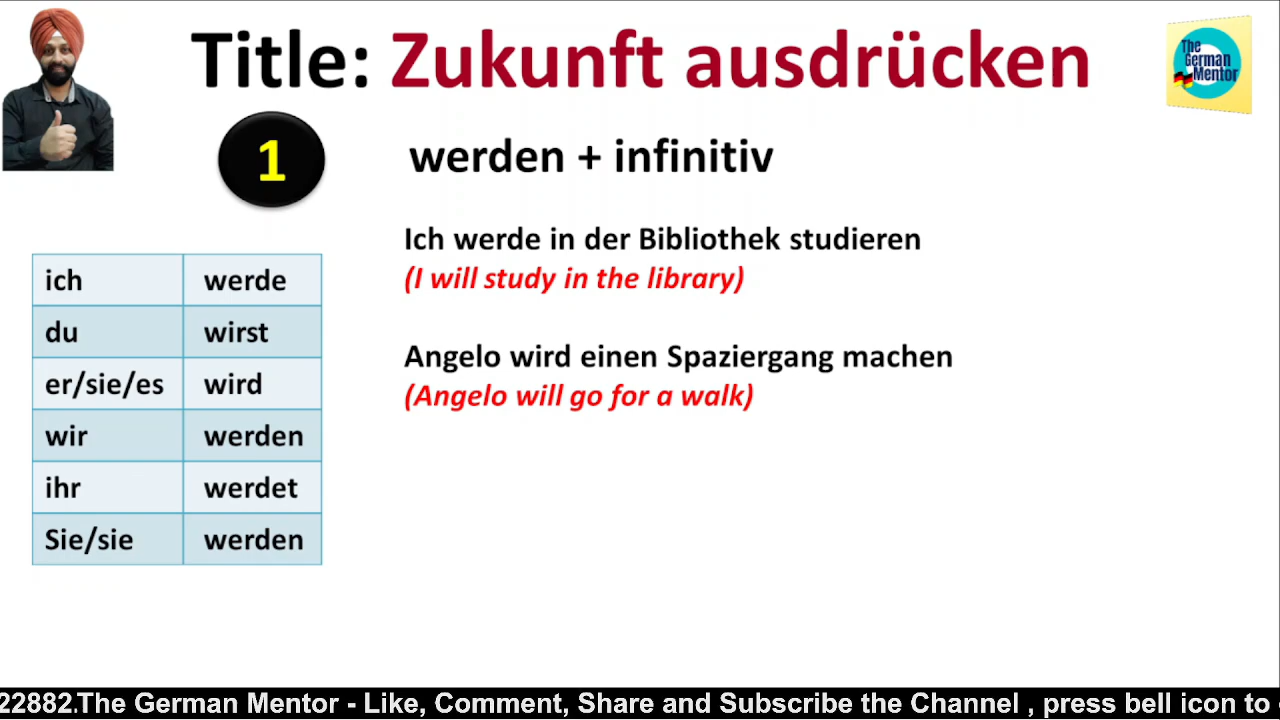 Title: Zukunft ausdrücken
The
German
Mentor
1
werden + infinitiv
Ich werde in der Bibliothek studieren
(I will study in the library)
Angelo wird einen Spaziergang machen
(Angelo will go for a walk)
ich werde
du wirst
er/sie/es wird
wir werden
ihr werdet
Sie/sie werden
22882.The German Mentor - Like, Comment, Share and Subscribe the Channel , press bell icon to